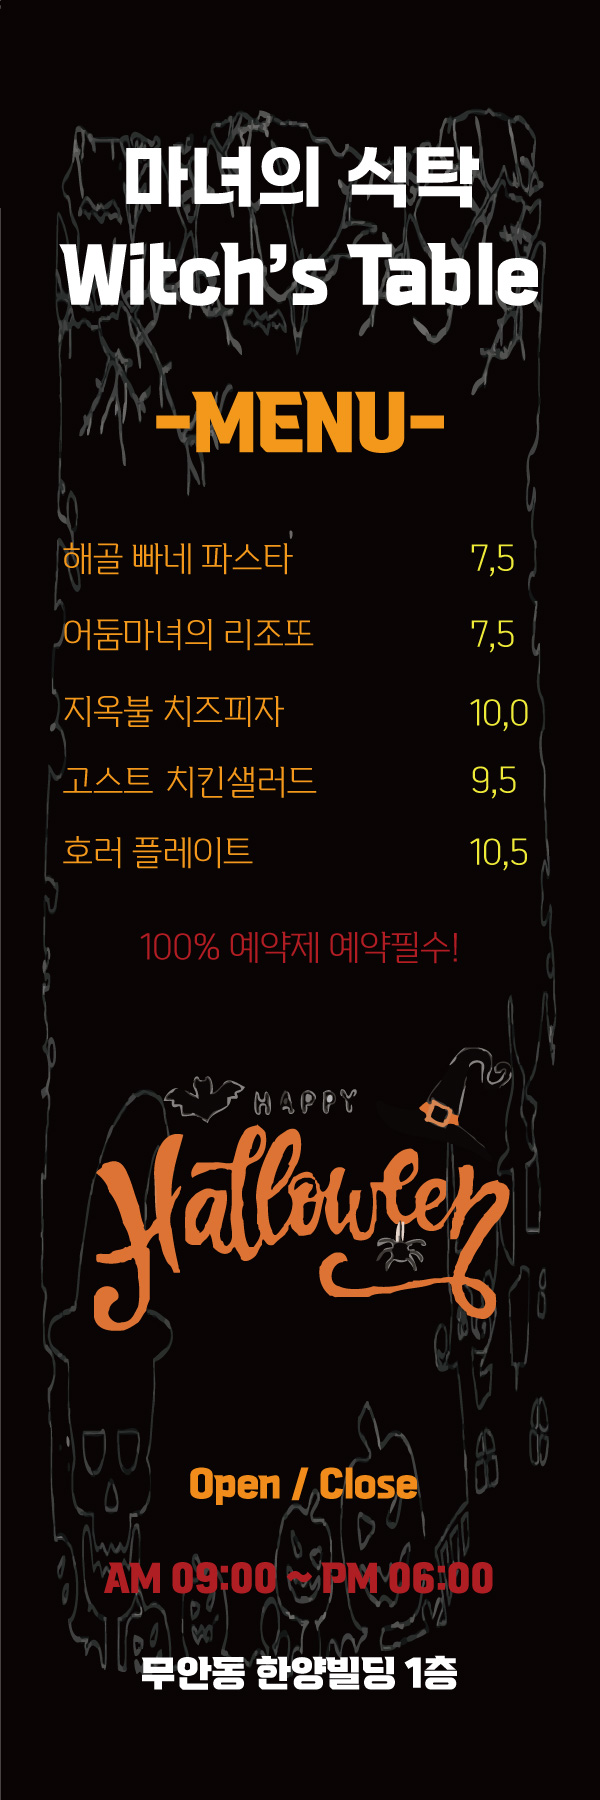 마녀의 식탁
Witch's Table
-MENU-
해골 빠네 파스타 7,5
어둠마녀의 리조또 7,5
지옥불 치즈피자 10,0
고스트 치킨샐러드 9,5
호러 플레이트 10,5
100% 예약제 예약필수!
HAPPY
Halloween
Open / Close
AM 09:00 ~ PM 06:00
무안동 한양빌딩 1층